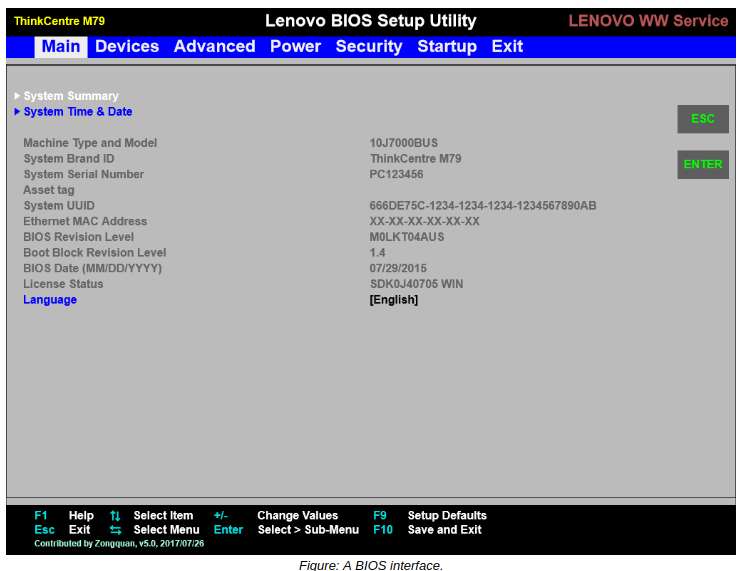 ThinkCentre M79 Lenovo BIOS Setup Utility LENOVO WW Service
Main Devices Advanced Power Security Startup Exit
System Summary
System Time & Date
ESC
Machine Type and Model 10J7000BUS
System Brand ID ThinkCentre M79
ENTER
System Serial Number PC123456
Asset tag
System UUID 666DE75C-1234-1234-1234-1234567890AB
Ethernet MAC Address XX-XX-XX-XX-XX-XX
BIOS Revision Level M0LKT04AUS
Boot Block Revision Level 1.4
BIOS Date (MM/DD/YYYY) 07/29/2015
License Status SDK0J40705 WIN
Language [English]
F1 Help ↑↓ Select Item +/- Change Values F9 Setup Defaults
Esc Exit ⇆ Select Menu Enter Select > Sub-Menu F10 Save and Exit
Contributed by Zongquan, v5.0, 2017/07/26
Figure: A BIOS interface.